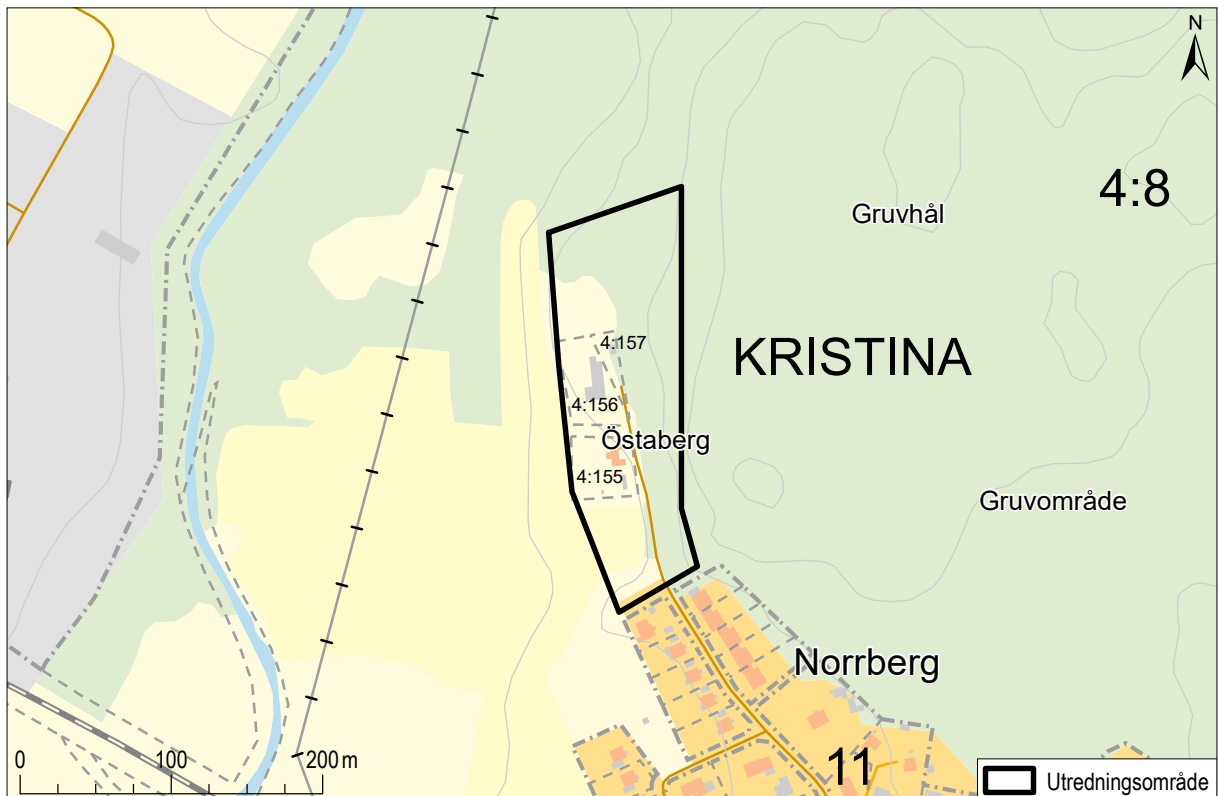 N
4:8
Gruvhål
4:157
KRISTINA
4:156
Östaberg
4:155
Gruvområde
Norrberg
0 100 200 m
11
Utredningsområde